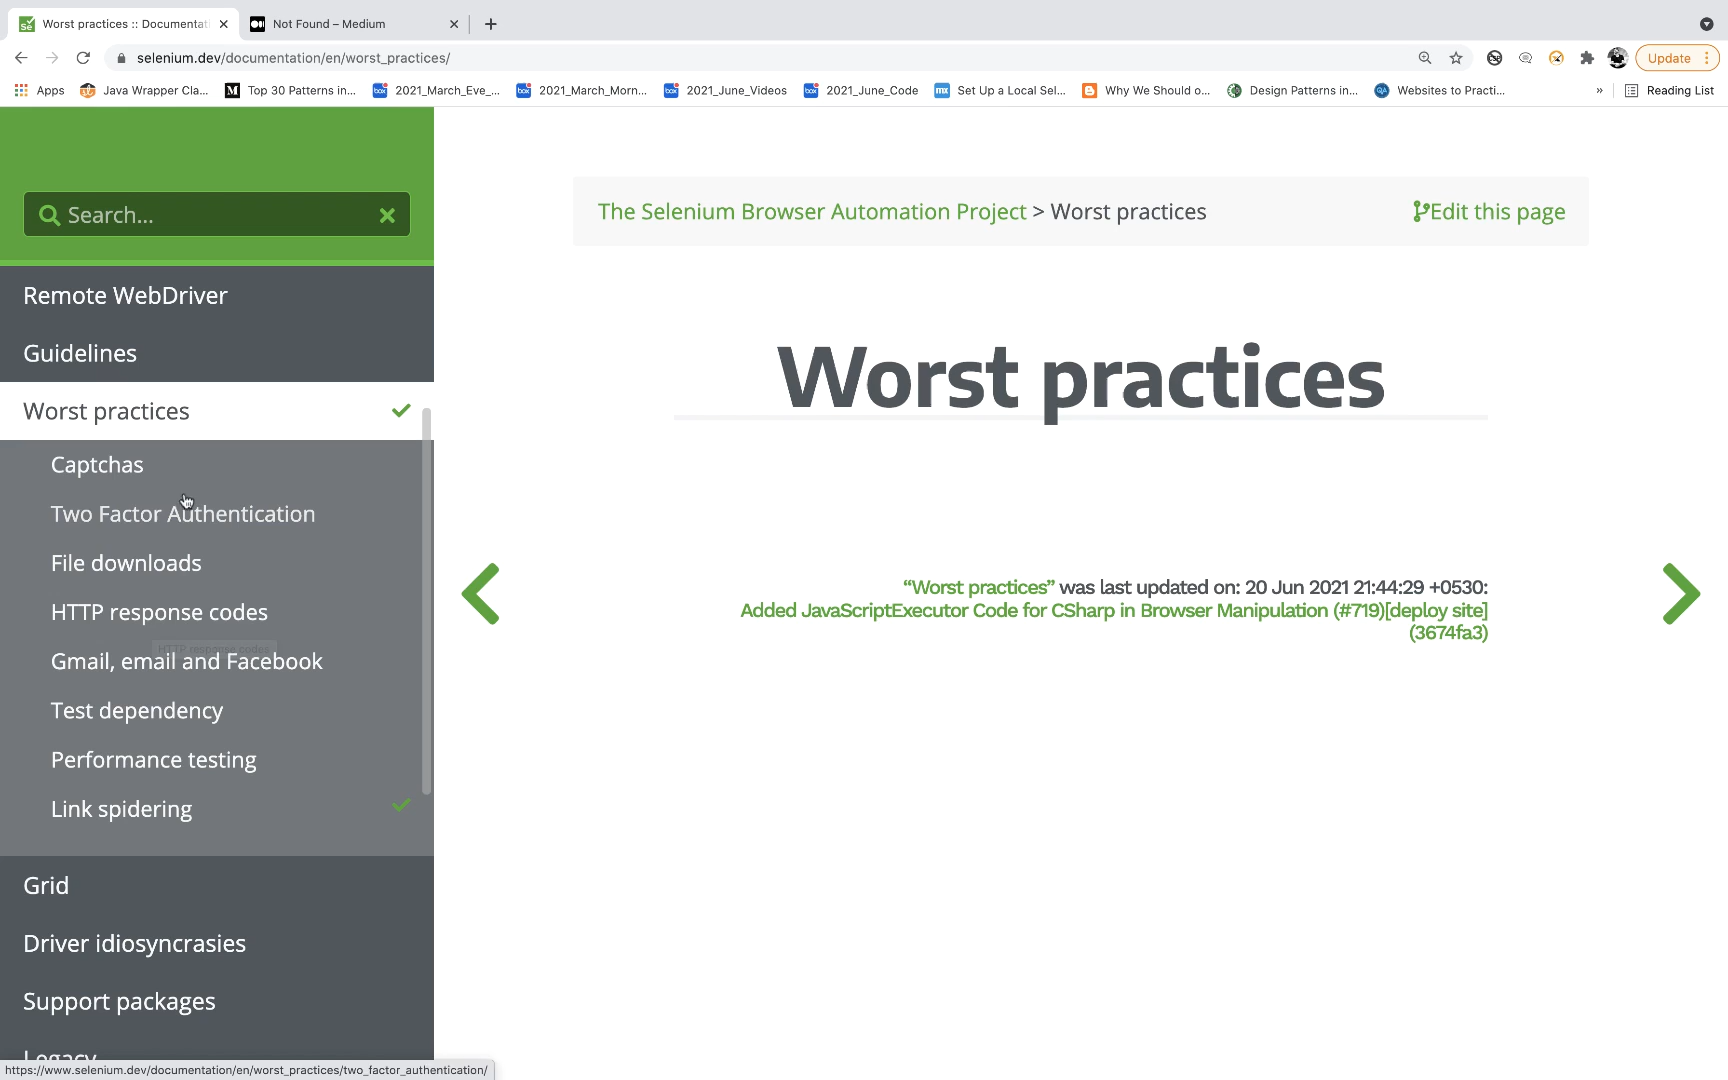 Worst practices :: Documentat
Not Found – Medium
selenium.dev/documentation/en/worst_practices/
Update
Apps
Java Wrapper Cla...
Top 30 Patterns in...
2021_March_Eve_...
2021_March_Morn...
2021_June_Videos
2021_June_Code
Set Up a Local Sel...
Why We Should o...
Design Patterns in...
Websites to Practi...
»
Reading List
Search...
The Selenium Browser Automation Project > Worst practices
Edit this page
Remote WebDriver
Guidelines
Worst practices
Captchas
Two Factor Authentication
File downloads
HTTP response codes
HTTP response codes
Gmail, email and Facebook
Test dependency
Performance testing
Link spidering
Grid
Driver idiosyncrasies
Support packages
Legacy
Worst practices
“Worst practices” was last updated on: 20 Jun 2021 21:44:29 +0530:
Added JavaScriptExecutor Code for CSharp in Browser Manipulation (#719)[deploy site]
(3674fa3)
https://www.selenium.dev/documentation/en/worst_practices/two_factor_authentication/